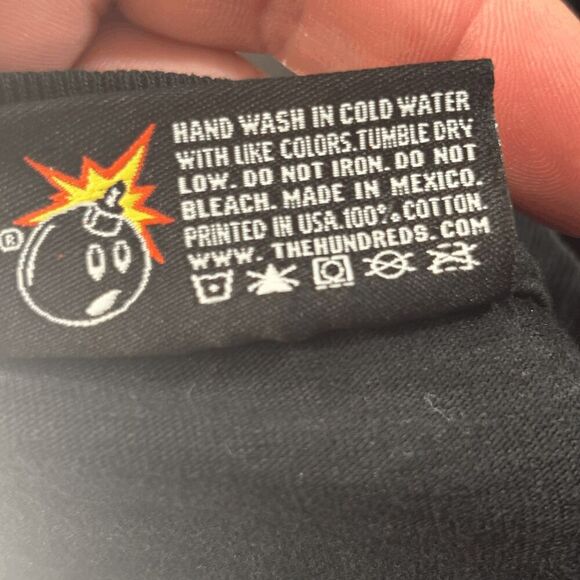 HAND WASH IN COLD WATER
WITH LIKE COLORS. TUMBLE DRY
LOW. DO NOT IRON. DO NOT
BLEACH. MADE IN MEXICO.
PRINTED IN USA. 100% COTTON.
WWW. THEHUNDREDS. COM
®